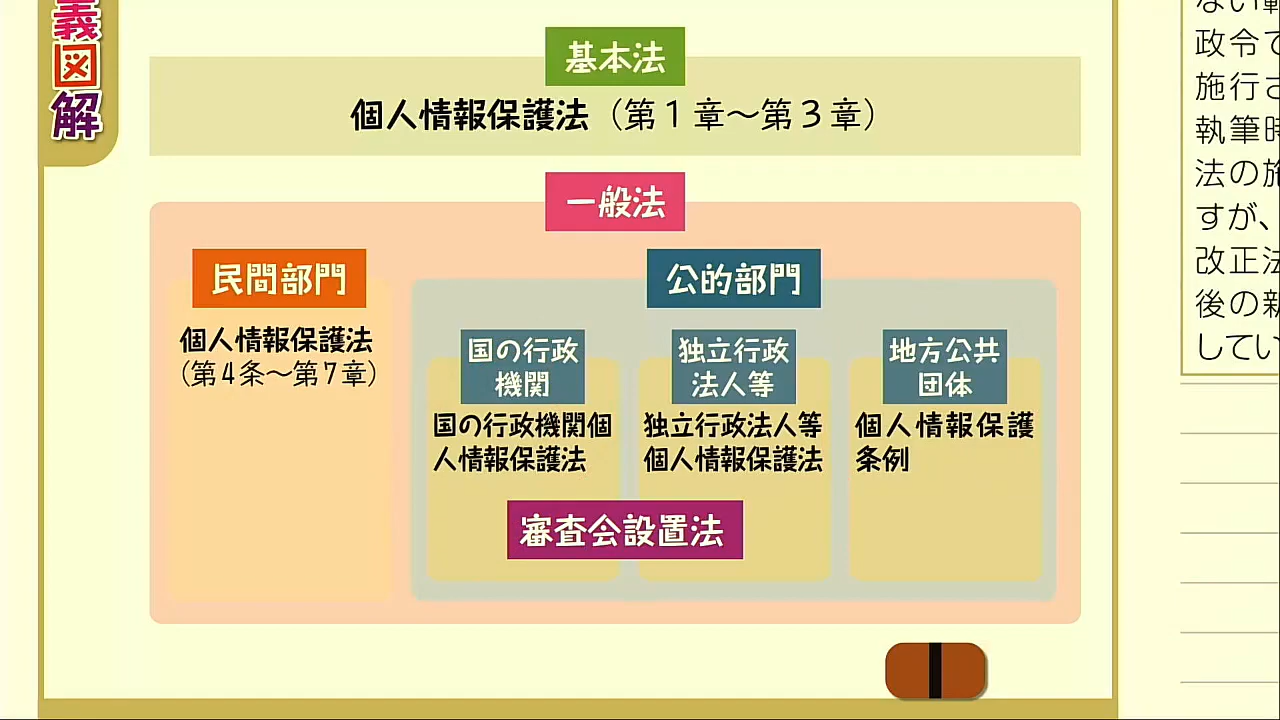 義図解
基本法
個人情報保護法（第１章～第３章）
一般法
民間部門
個人情報保護法
（第４条～第７章）
公的部門
国の行政
機関
国の行政機関個
人情報保護法
独立行政
法人等
独立行政法人等
個人情報保護法
地方公共
団体
個人情報保護
条例
審査会設置法
ない
政令で
施行さ
執筆時
法の施
すが、
改正法
後の新
してい